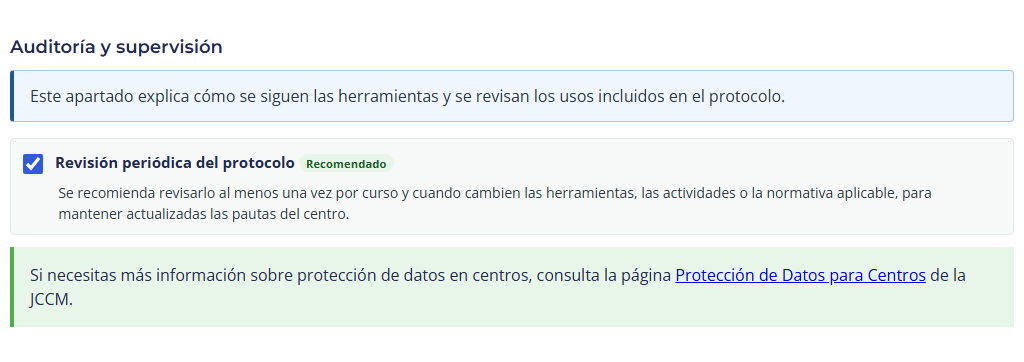 Auditoría y supervisión
Este apartado explica cómo se siguen las herramientas y se revisan los usos incluidos en el protocolo.
Revisión periódica del protocolo Recomendado
Se recomienda revisarlo al menos una vez por curso y cuando cambien las herramientas, las actividades o la normativa aplicable, para
mantener actualizadas las pautas del centro.
Si necesitas más información sobre protección de datos en centros, consulta la página Protección de Datos para Centros de la
JCCM.